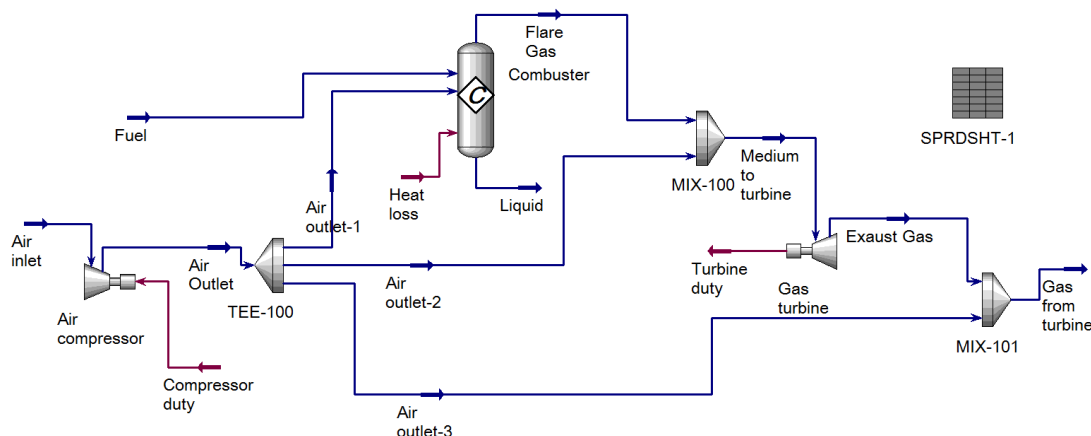 Flare
Gas
Combuster
C
SPRDSHT-1
Fuel
Heat
loss
Liquid
MIX-100
Medium
to
turbine
Air
outlet-1
Air
inlet
Air
Outlet
TEE-100
Air
outlet-2
Turbine
duty
Exaust Gas
Gas
turbine
Gas
from
turbine
MIX-101
Air
compressor
Compressor
duty
Air
outlet-3